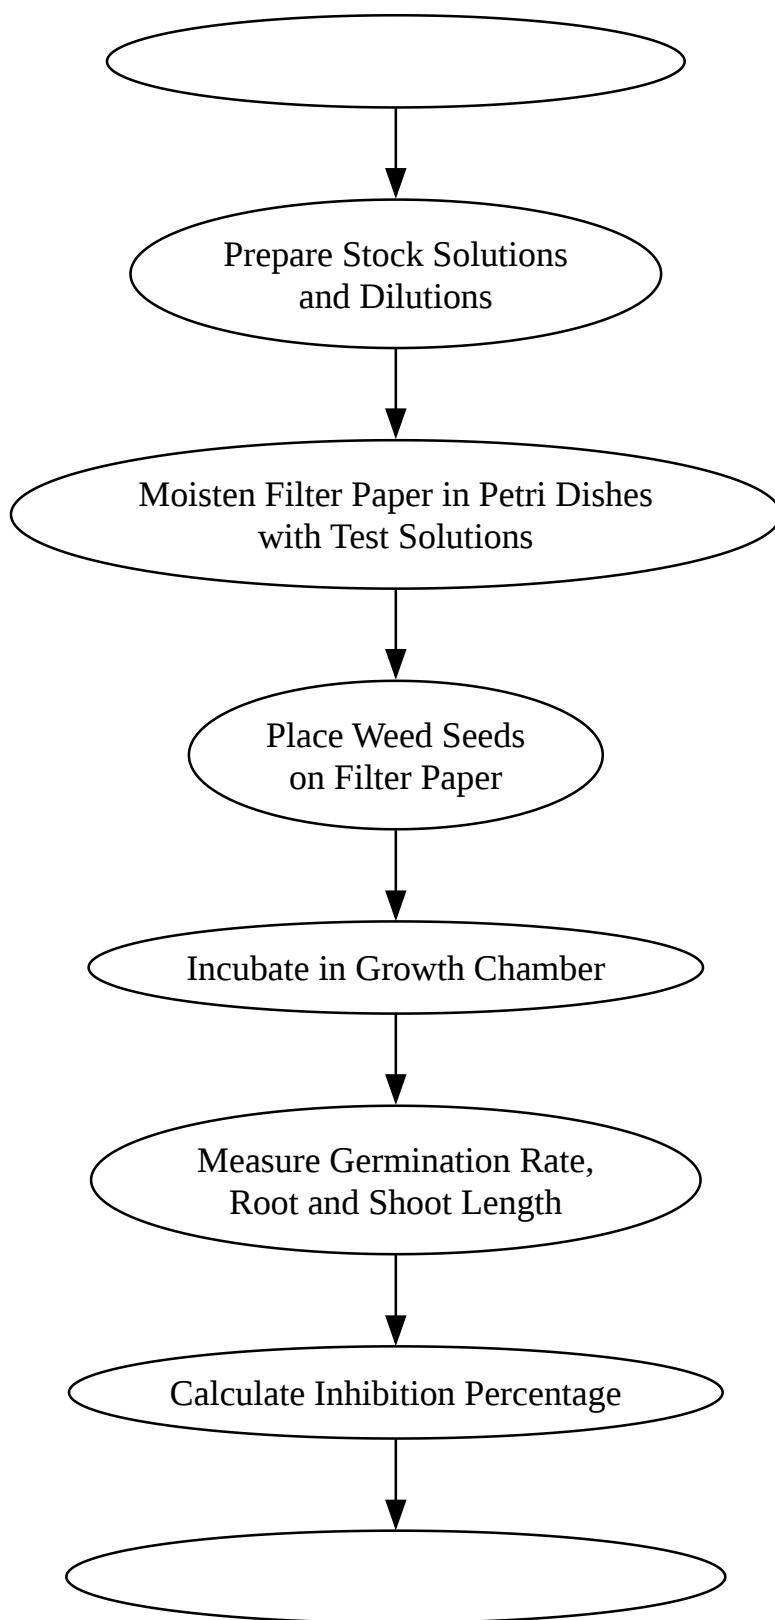 Prepare Stock Solutions
and Dilutions
Moisten Filter Paper in Petri Dishes
with Test Solutions
Place Weed Seeds
on Filter Paper
Incubate in Growth Chamber
Measure Germination Rate,
Root and Shoot Length
Calculate Inhibition Percentage